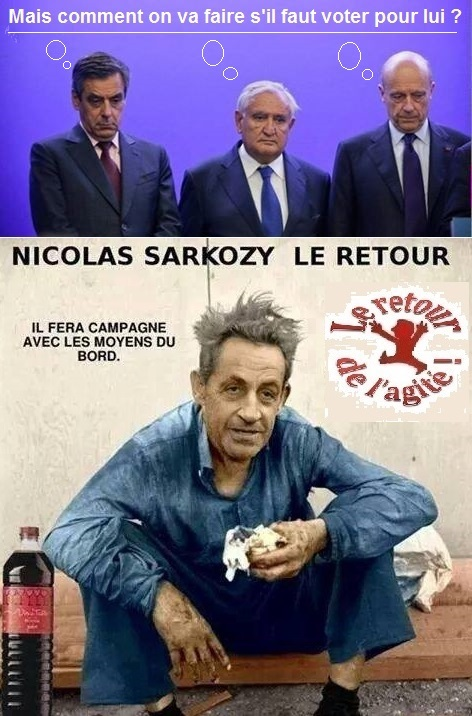 Mais comment on va faire s'il faut voter pour lui ?
NICOLAS SARKOZY LE RETOUR
IL FERA CAMPAGNE
AVEC LES MOYENS DU
BORD.
Le retour
de l'agité !